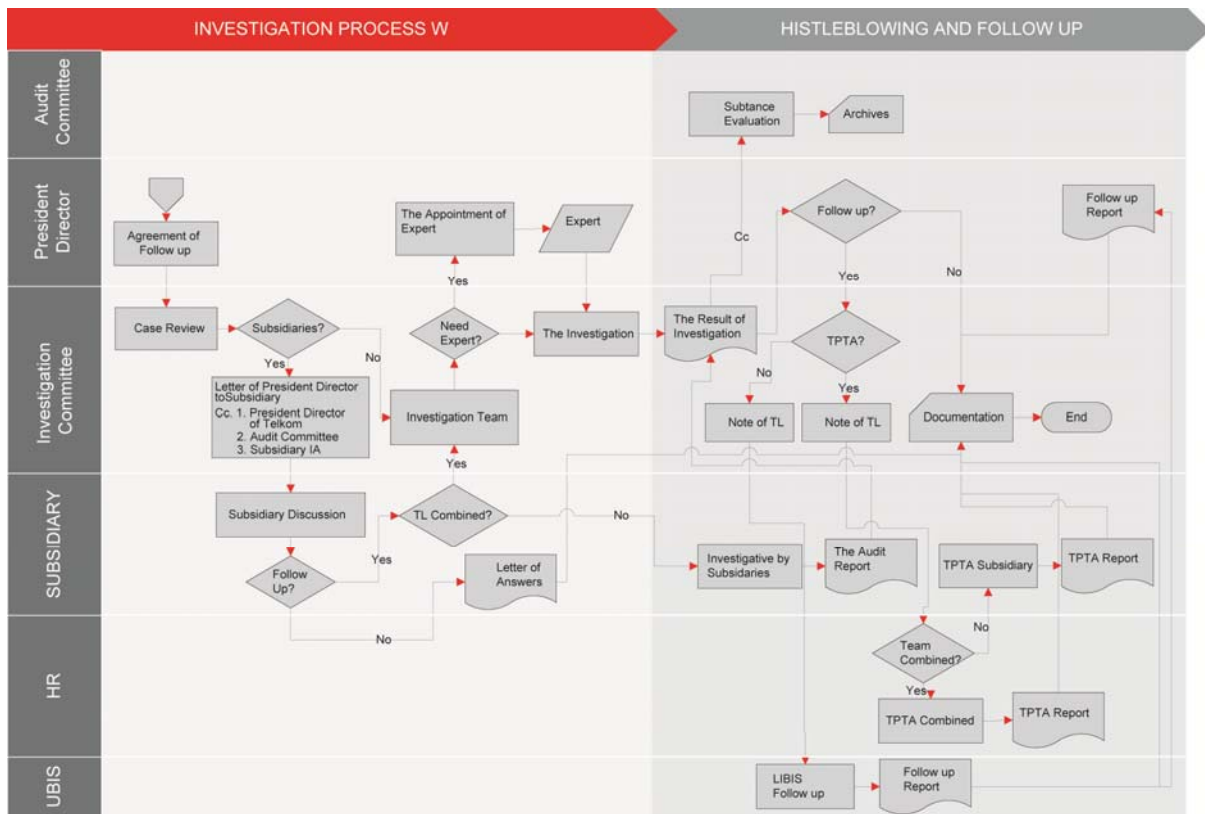 INVESTIGATION PROCESS W
HISTLEBLOWING AND FOLLOW UP
Audit
Committee
Subtance
Evaluation
Archives
President
Director
Agreement of
Follow up
The Appointment of
Expert
Expert
Cc
Follow up?
Follow up
Report
Yes
Yes
No
Investigation
Committee
Case Review
Subsidiaries?
Need
Expert?
The Investigation
The Result of
Investigation
TPTA?
Yes
No
No
Yes
Letter of President Director
toSubsidiary
Cc. 1. President Director
of Telkom
2. Audit Committee
3. Subsidiary IA
Investigation Team
Note of TL
Note of TL
Documentation
End
Yes
SUBSIDIARY
Subsidiary Discussion
TL Combined?
No
Yes
Follow
Up?
Letter of
Answers
Investigative by
Subsidaries
The Audit
Report
TPTA Subsidiary
TPTA Report
No
HR
Team
Combined?
No
Yes
TPTA Combined
TPTA Report
UBIS
LIBIS
Follow up
Follow up
Report